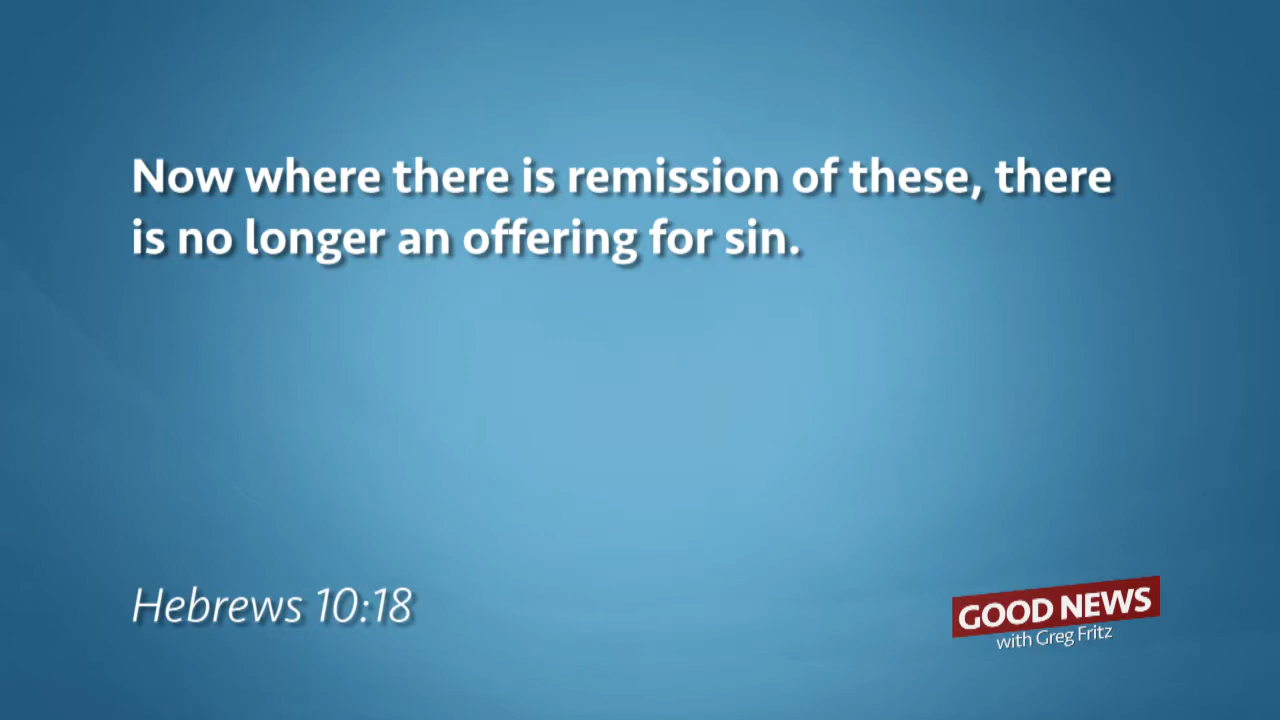 Now where there is remission of these, there
is no longer an offering for sin.
Hebrews 10:18
GOOD NEWS
with Greg Fritz